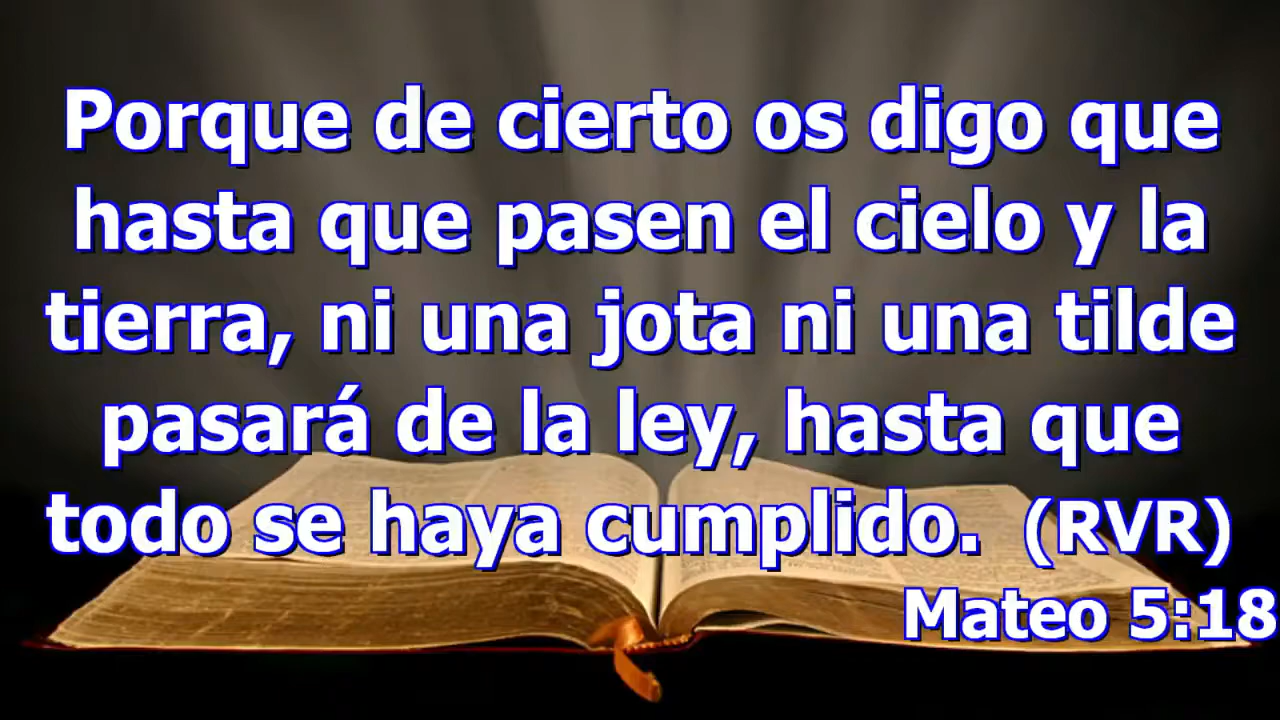 Porque de cierto os digo que
hasta que pasen el cielo y la
tierra, ni una jota ni una tilde
pasará de la ley, hasta que
todo se haya cumplido. (RVR)
Mateo 5:18